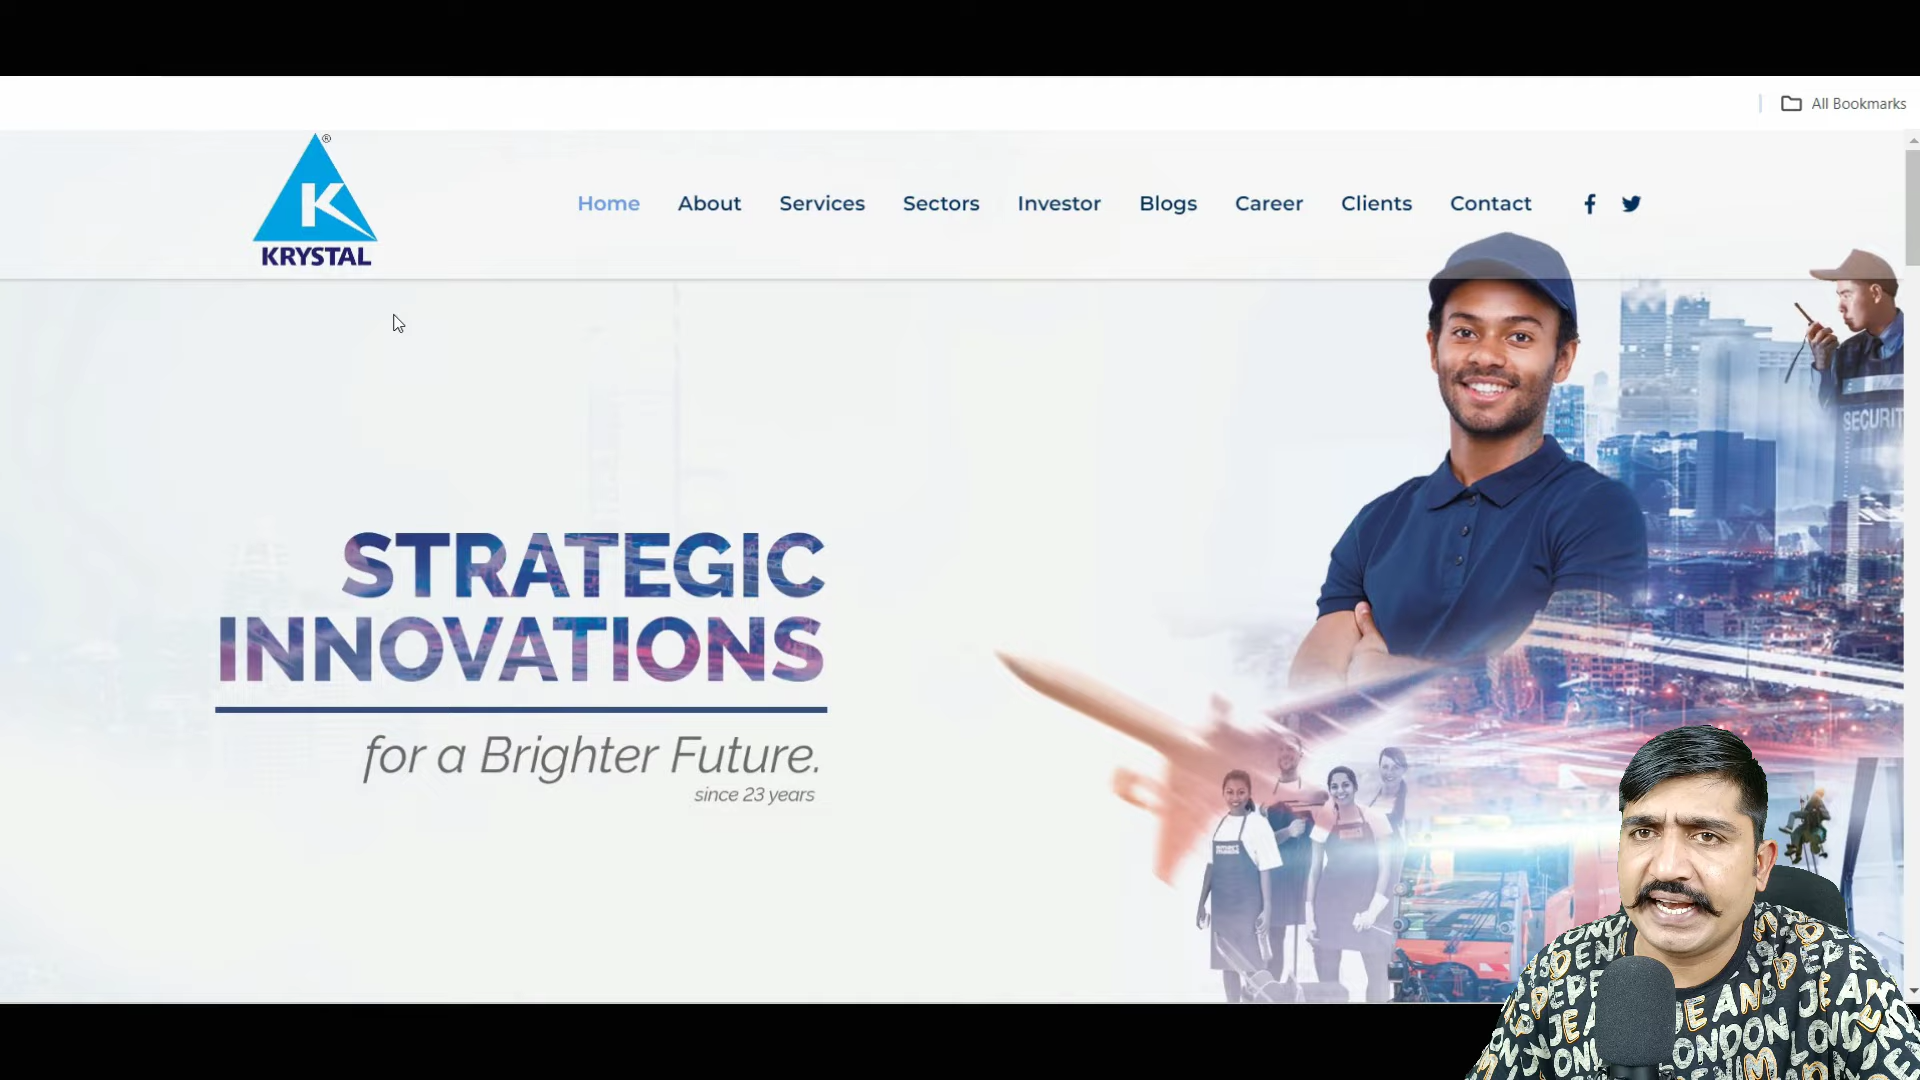 All Bookmarks
®
K
KRYSTAL
Home About Services Sectors Investor Blogs Career Clients Contact
SECURIT
STRATEGIC
INNOVATIONS
for a Brighter Future.
since 23 years